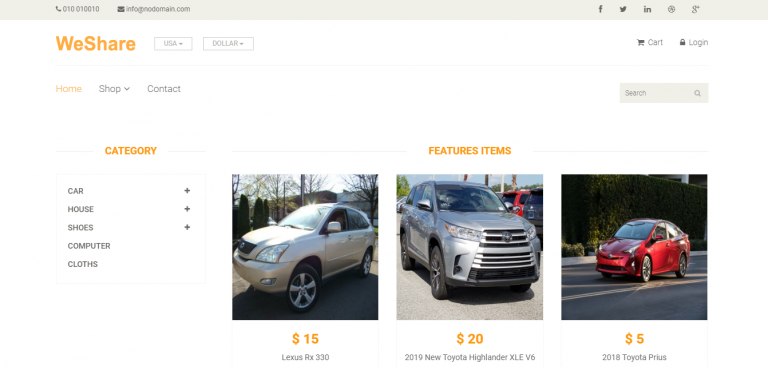 010 010010 info@nodomain.com
WeShare USA DOLLAR Cart Login
Home Shop Contact Search
CATEGORY
CAR
HOUSE
SHOES
COMPUTER
CLOTHS
FEATURES ITEMS
$ 15
Lexus Rx 330
$ 20
2019 New Toyota Highlander XLE V6
$ 5
2018 Toyota Prius